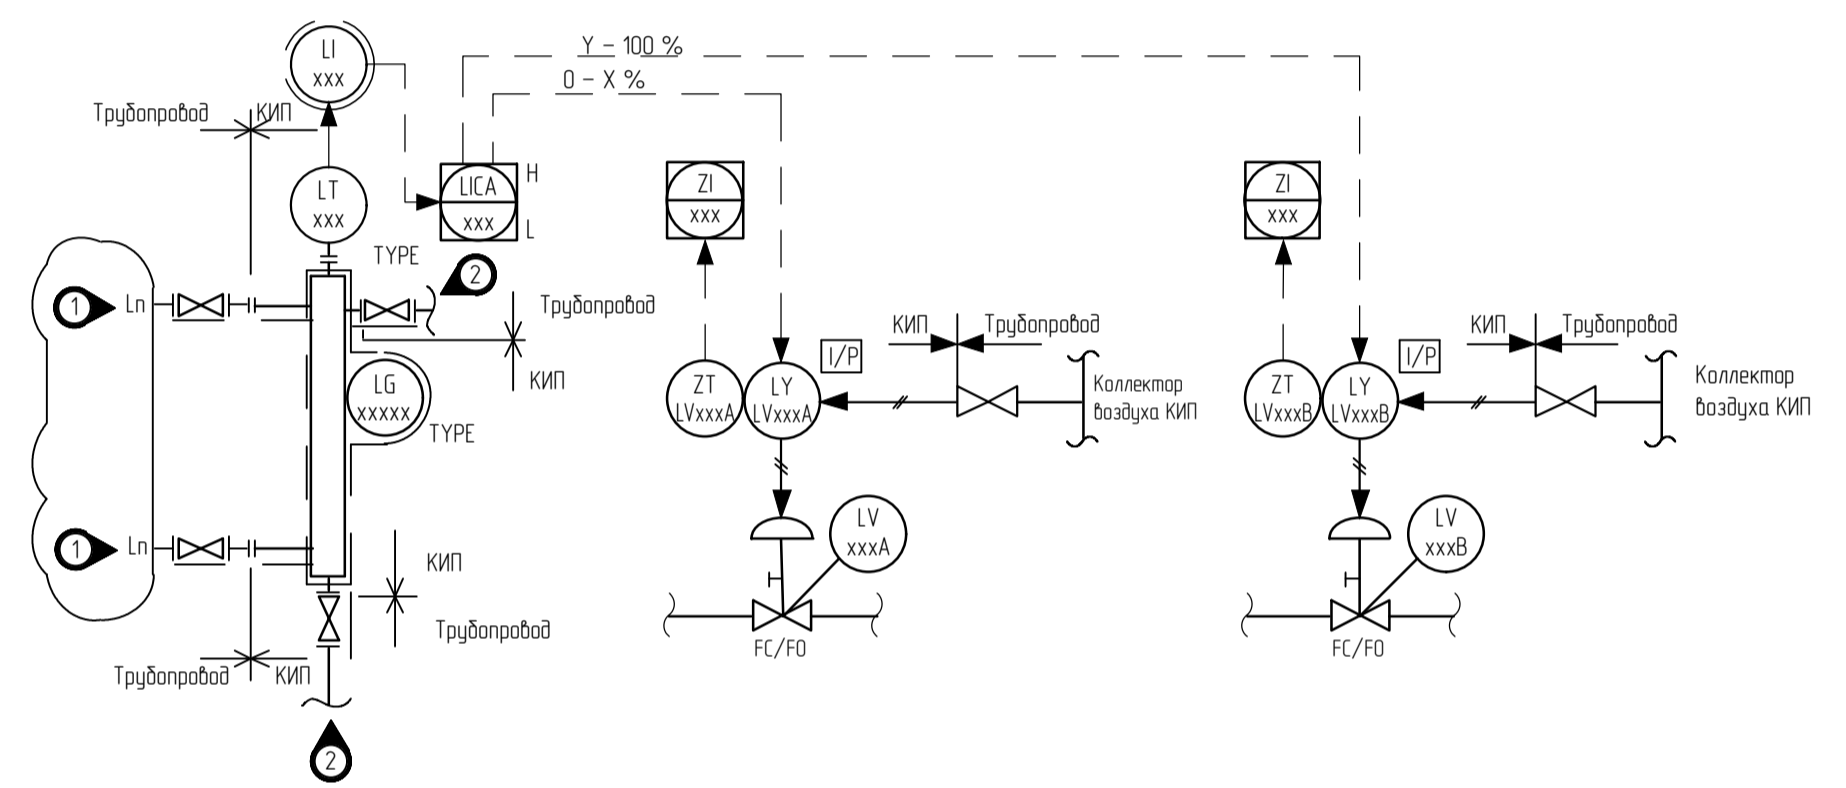 Y – 100 %
0 – X %
LI
xxx
Трубопровод
КИП
LT
xxx
LICA
xxx
H
L
ZI
xxx
ZI
xxx
TYPE
2
1
Ln
Трубопровод
КИП
КИП
Трубопровод
КИП
Трубопровод
I/P
I/P
LG
xxxxx
TYPE
ZT
LVxxxA
LY
LVxxxA
Коллектор
воздуха КИП
ZT
LVxxxB
LY
LVxxxB
Коллектор
воздуха КИП
1
Ln
КИП
Трубопровод
LV
xxxA
LV
xxxB
FC/FO
FC/FO
Трубопровод
КИП
2